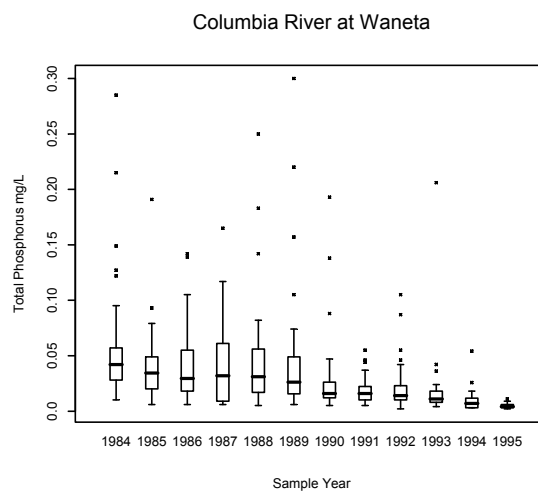 Columbia River at Waneta
Total Phosphorus mg/L
0.30
0.25
0.20
0.15
0.10
0.05
0.0
1984 1985 1986 1987 1988 1989 1990 1991 1992 1993 1994 1995
Sample Year